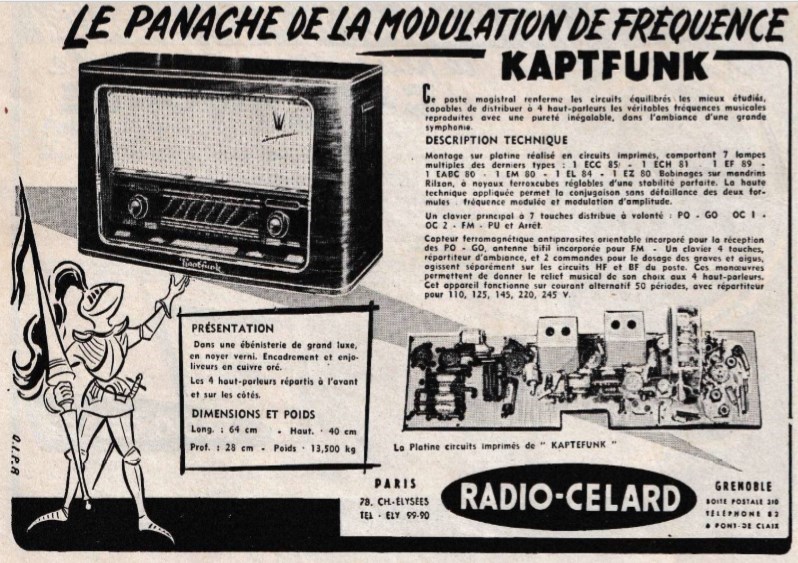 LE PANACHE DE LA MODULATION DE FRÉQUENCE
KAPTFUNK
Ce poste magistral renferme les circuits équilibrés les mieux étudiés,
capables de distribuer à 4 haut-parleurs les véritables fréquences musicales
reproduites avec une pureté inégalable, dans l'ambiance d'une grande
symphonie.
DESCRIPTION TECHNIQUE
Montage sur platine réalisé en circuits imprimés, comportant 7 lampes
multiples des derniers types : 1 ECC 85 - 1 ECH 81 - 1 EF 89 -
1 EABC 80 - 1 EM 80 - 1 EL 84 - 1 EZ 80 Bobinages sur mandrins
Rilson, à noyaux ferroxcubes réglables d'une stabilité parfaite. La haute
technique appliquée permet la conjugaison sans défaillance des deux for-
mules : fréquence modulée et modulation d'amplitude.
Un clavier principal à 7 touches distribue à volonté : PO - GO OC 1 -
OC 2 - FM - PU et Arrêt.
Capteur ferromagnétique antiparasites orientable incorporé pour la réception
des PO - GO, antenne bifil incorporée pour FM - Un clavier 4 touches,
répartiteur d'ambiance, et 2 commandes pour le dosage des graves et aigus,
agissent séparément sur les circuits HF et BF du poste. Ces manœuvres
permettent de donner le relief musical de son choix aux 4 haut-parleurs.
Cet appareil fonctionne sur courant alternatif 50 périodes, avec répartiteur
pour 110, 125, 145, 220, 245 V.
PRÉSENTATION
Dans une ébénisterie de grand luxe,
en noyer verni. Encadrement et enjo-
liveurs en cuivre oré.
Les 4 haut-parleurs répartis à l'avant
et sur les côtés.
DIMENSIONS ET POIDS
Long. : 64 cm - Haut. : 40 cm
Prof. : 28 cm - Poids : 13,500 kg
La Platine circuits imprimés de " KAPTEFUNK "
O.I.P.R
PARIS
78, CH.-ELYSÉES
TEL - ELY 99-90
RADIO-CELARD
GRENOBLE
BOITE POSTALE 210
TÉLÉPHONE 82
à PONT-DE CLAIX